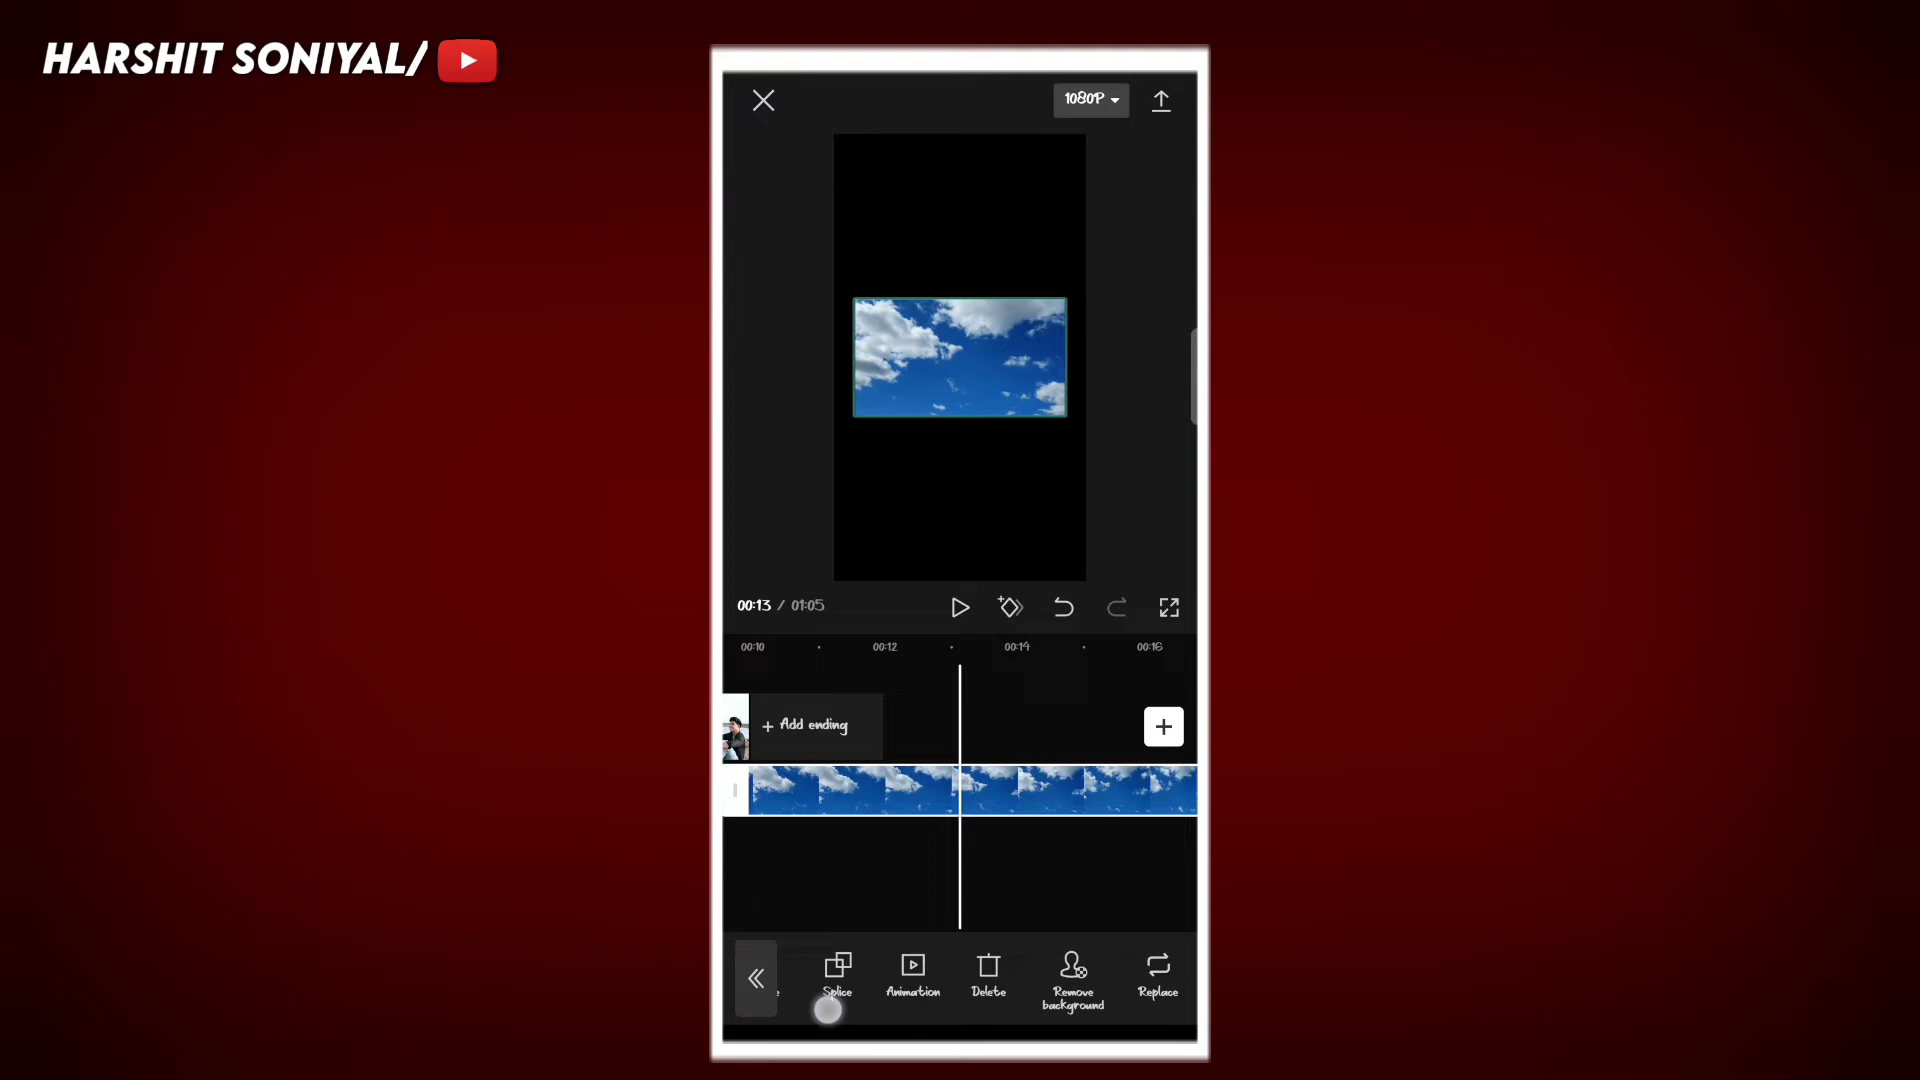 HARSHIT SONIYAL/
1080P
00:13 / 01:05
00:10 00:12 00:14 00:16
+ Add ending
e
Splice
Animation
Delete
Remove
background
Replace